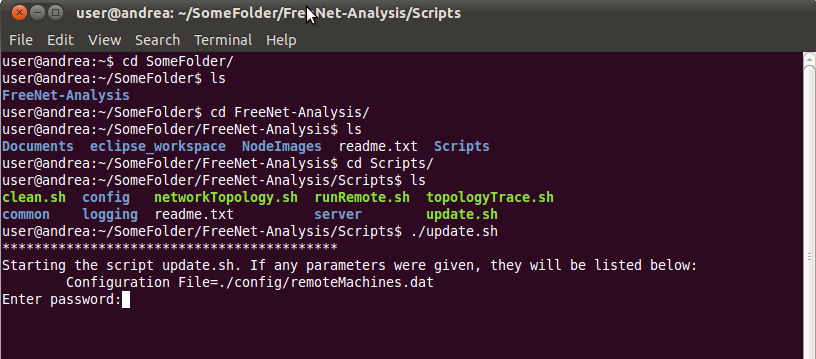 user@andrea: ~/SomeFolder/FreeNet-Analysis/Scripts
File Edit View Search Terminal Help
user@andrea:~$ cd SomeFolder/
user@andrea:~/SomeFolder$ ls
FreeNet-Analysis
user@andrea:~/SomeFolder$ cd FreeNet-Analysis/
user@andrea:~/SomeFolder/FreeNet-Analysis$ ls
Documents  eclipse_workspace  NodeImages  readme.txt  Scripts
user@andrea:~/SomeFolder/FreeNet-Analysis$ cd Scripts/
user@andrea:~/SomeFolder/FreeNet-Analysis/Scripts$ ls
clean.sh  config   networkTopology.sh  runRemote.sh  topologyTrace.sh
common    logging  readme.txt          server        update.sh
user@andrea:~/SomeFolder/FreeNet-Analysis/Scripts$ ./update.sh
******************************************
Starting the script update.sh. If any parameters were given, they will be listed below:
        Configuration File=./config/remoteMachines.dat
Enter password: